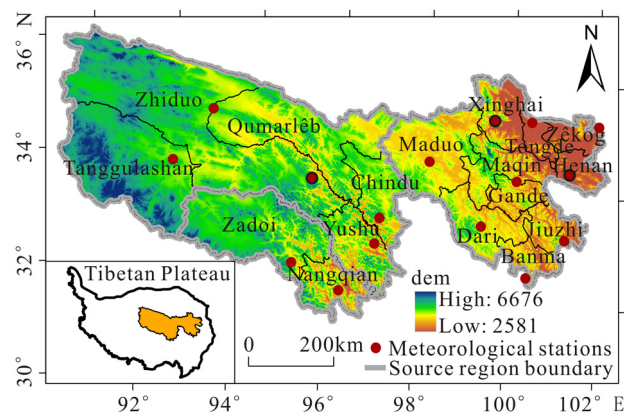 N
36°
34°
32°
30°
N
Zhiduo
Qumarlêb
Tanggulashan
Zadoi
Chindu
Yushu
Nangqian
Xinghai
Zêkog
Tongde
Maduo
Maqin
Henan
Gande
Dari
Jiuzhi
Banma
Tibetan Plateau
dem
High: 6676
Low: 2581
0 200km
Meteorological stations
Source region boundary
92° 94° 96° 98° 100° 102° E